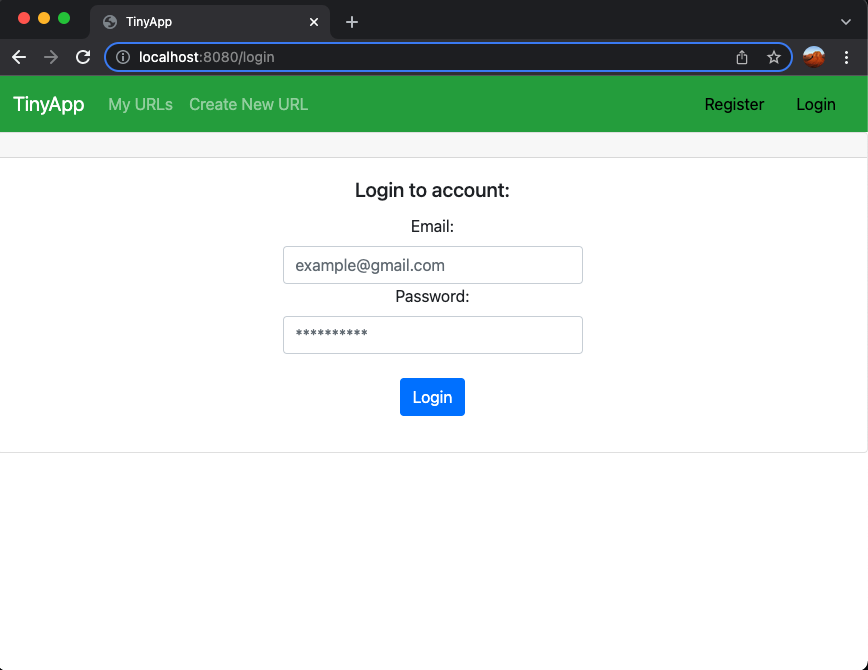 TinyApp
localhost:8080/login
TinyApp My URLs Create New URL Register Login
Login to account:
Email:
example@gmail.com
Password:
**********
Login